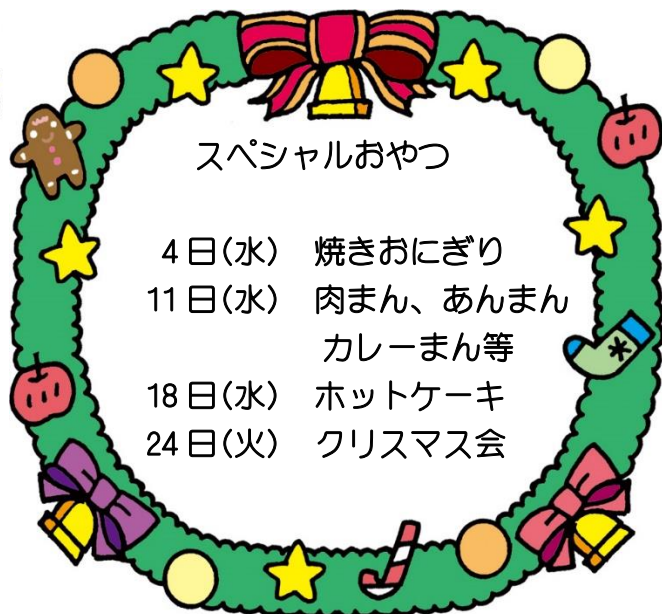 スペシャルおやつ
4日(水) 焼きおにぎり
11日(水) 肉まん、あんまん
カレーまん等
18日(水) ホットケーキ
24日(火) クリスマス会